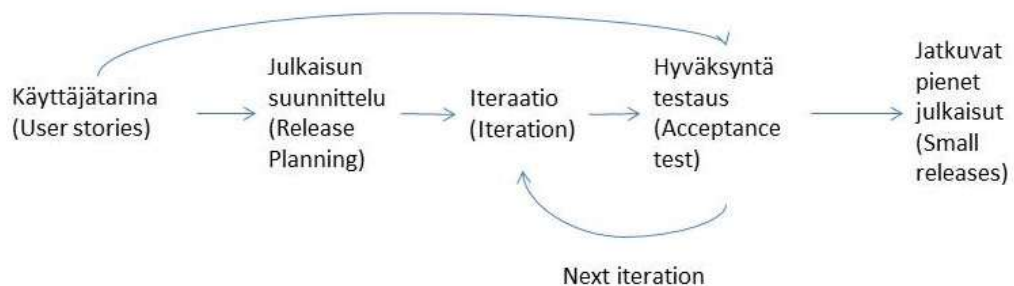 Käyttäjätarina
(User stories)
Julkaisun
suunnittelu
(Release
Planning)
Iteraatio
(Iteration)
Hyväksyntä
testaus
(Acceptance
test)
Jatkuvat
pienet
julkaisut
(Small
releases)
Next iteration